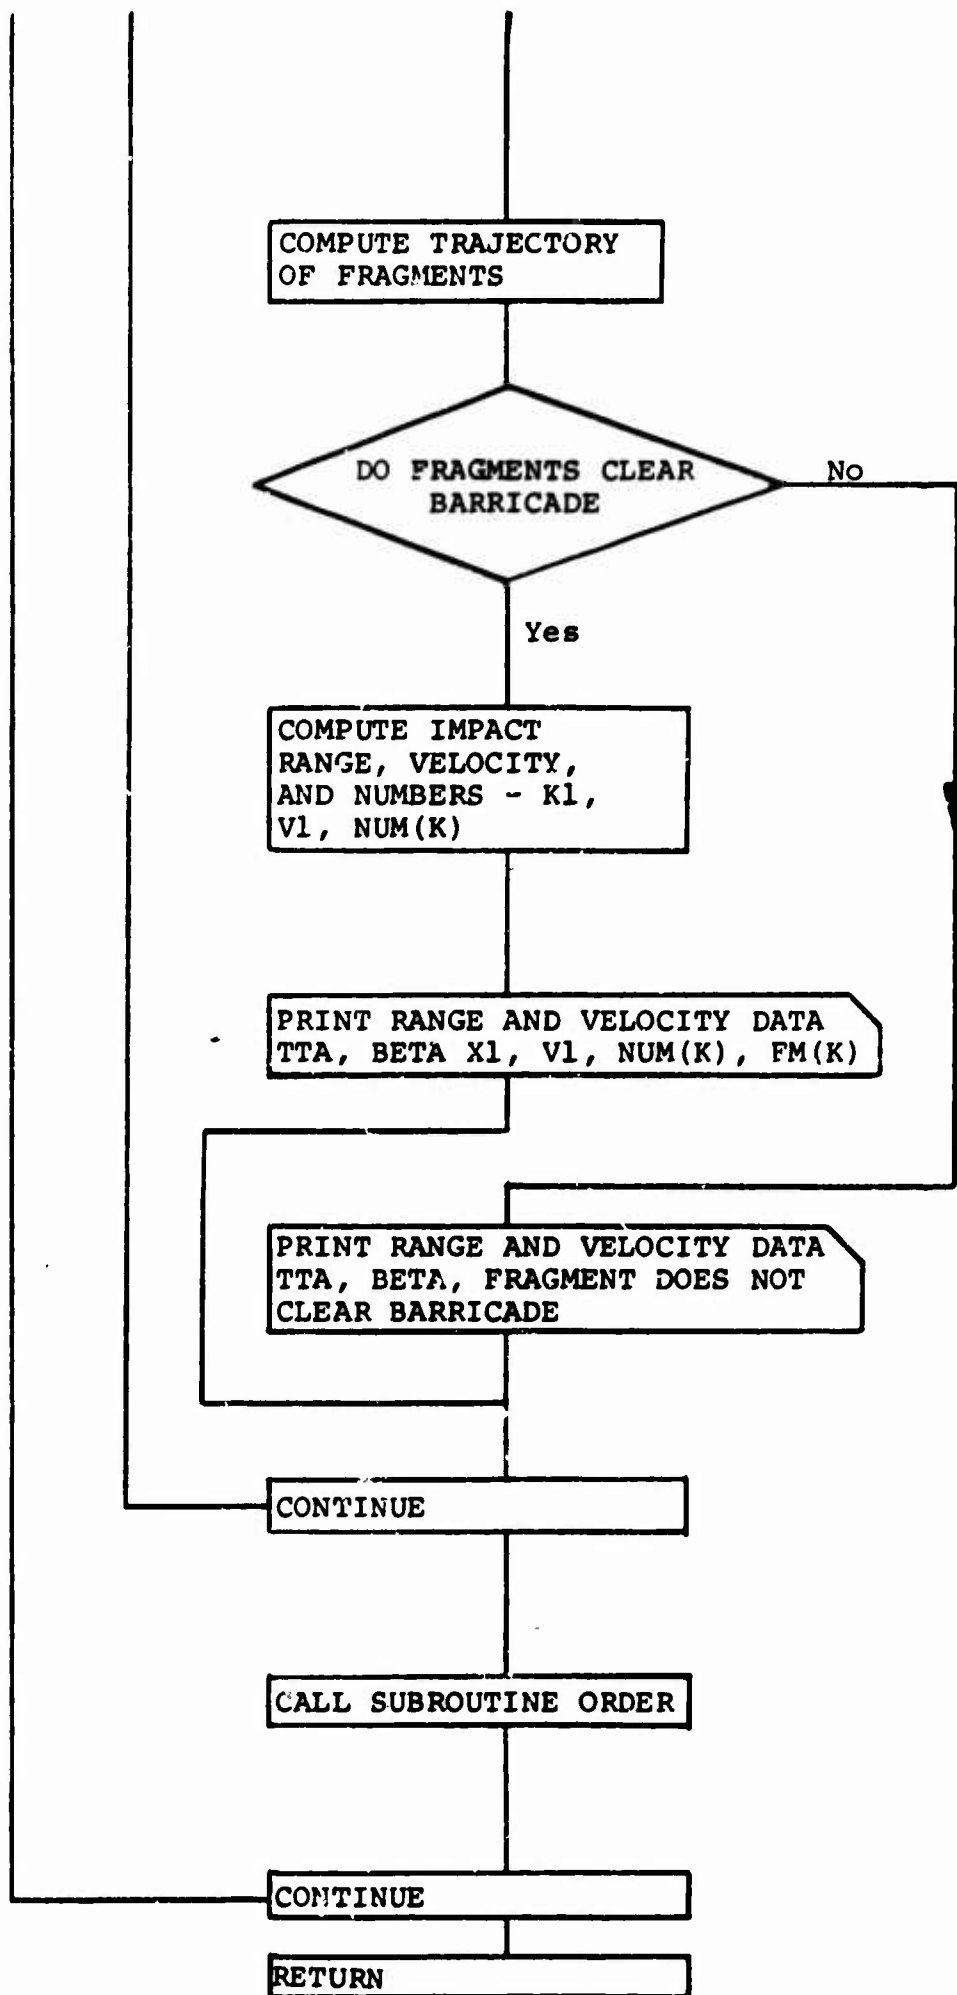 COMPUTE TRAJECTORY
OF FRAGMENTS
DO FRAGMENTS CLEAR
BARRICADE
No
Yes
COMPUTE IMPACT
RANGE, VELOCITY,
AND NUMBERS - K1,
V1, NUM(K)
PRINT RANGE AND VELOCITY DATA
TTA, BETA X1, V1, NUM(K), FM(K)
PRINT RANGE AND VELOCITY DATA
TTA, BETA, FRAGMENT DOES NOT
CLEAR BARRICADE
CONTINUE
CALL SUBROUTINE ORDER
CONTINUE
RETURN